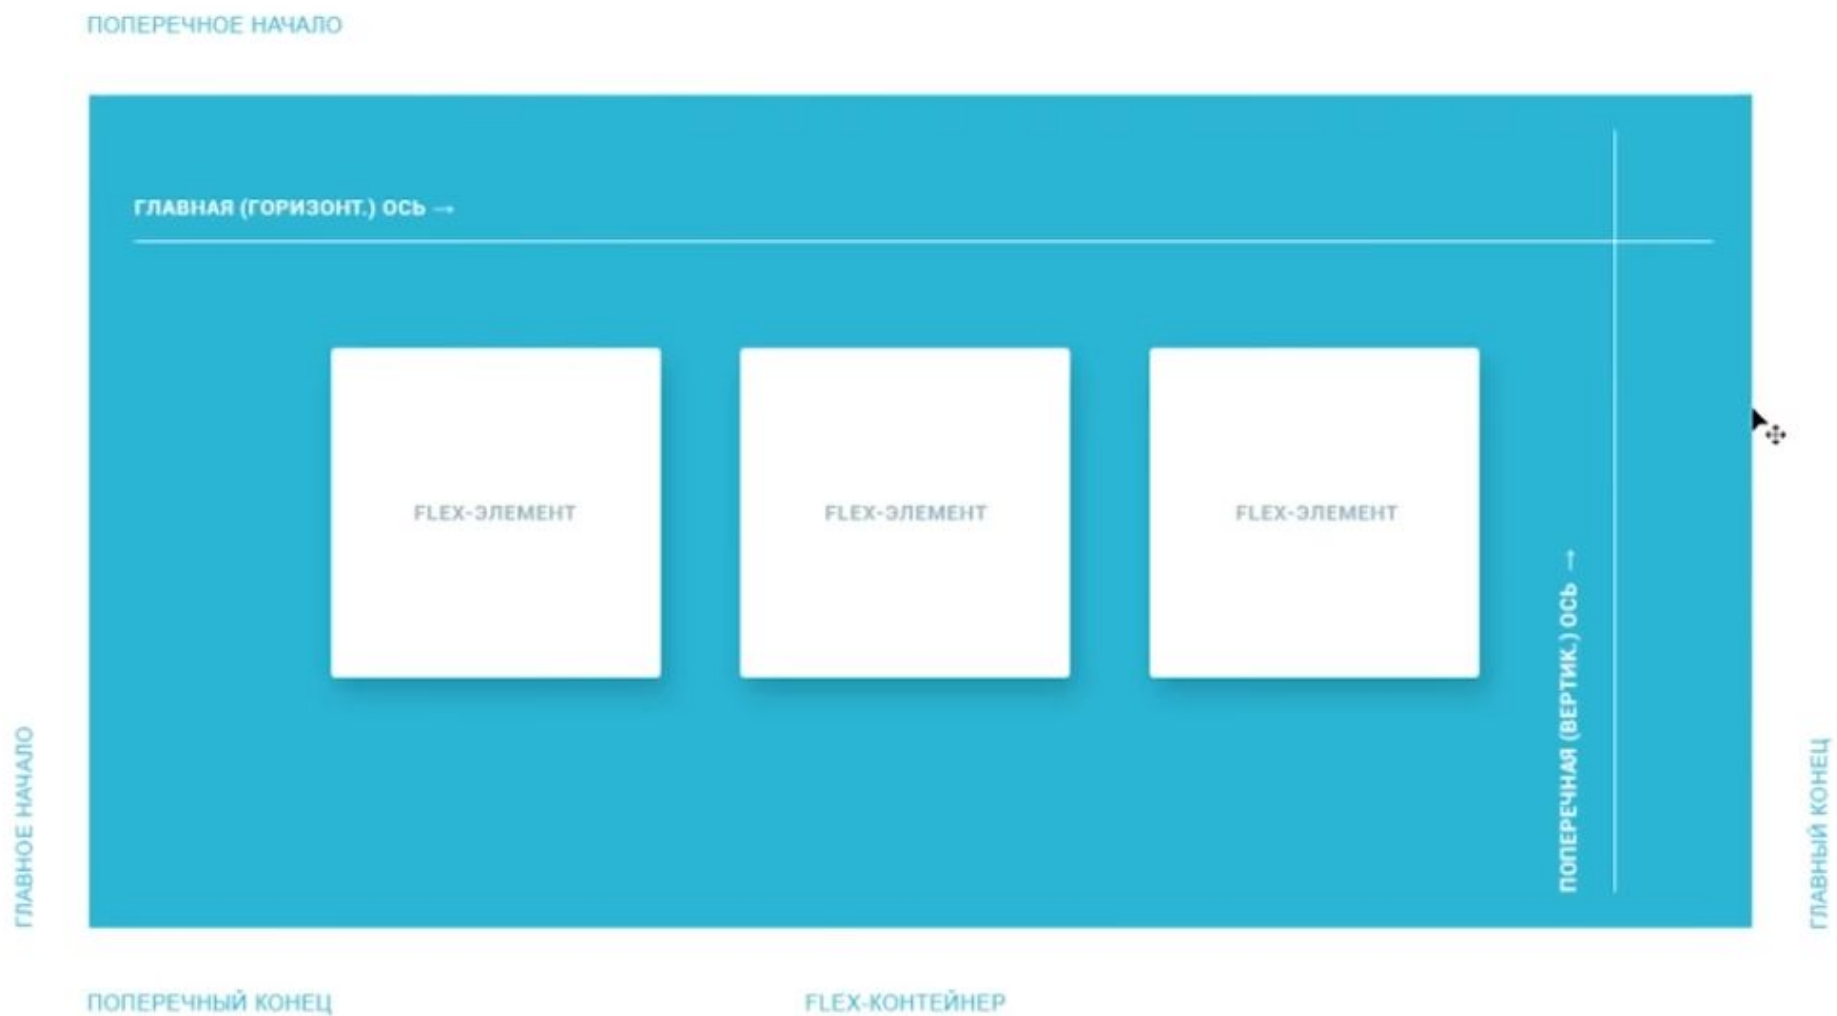 ПОПЕРЕЧНОЕ НАЧАЛО
ГЛАВНАЯ (ГОРИЗОНТ.) ОСЬ →
FLEX-ЭЛЕМЕНТ
FLEX-ЭЛЕМЕНТ
FLEX-ЭЛЕМЕНТ
ПОПЕРЕЧНАЯ (ВЕРТИК.) ОСЬ →
ГЛАВНОЕ НАЧАЛО
ГЛАВНЫЙ КОНЕЦ
ПОПЕРЕЧНЫЙ КОНЕЦ
FLEX-КОНТЕЙНЕР